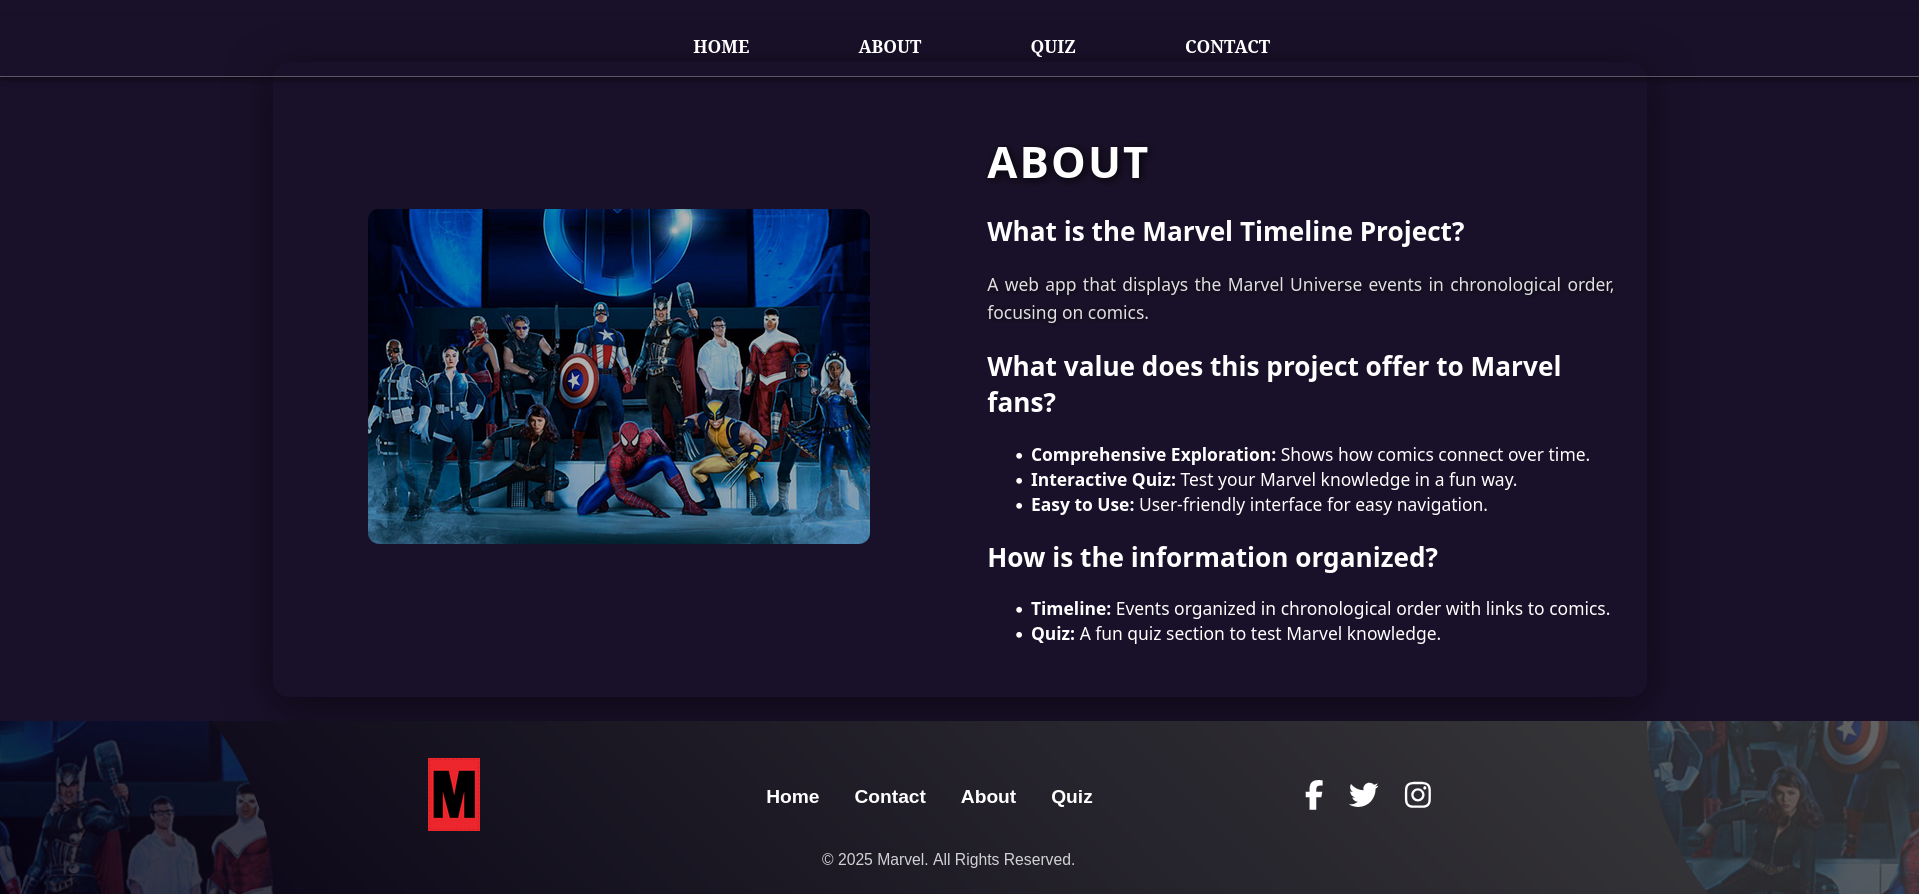 HOME ABOUT QUIZ CONTACT
ABOUT
What is the Marvel Timeline Project?
A web app that displays the Marvel Universe events in chronological order,
focusing on comics.
What value does this project offer to Marvel
fans?
• Comprehensive Exploration: Shows how comics connect over time.
• Interactive Quiz: Test your Marvel knowledge in a fun way.
• Easy to Use: User-friendly interface for easy navigation.
How is the information organized?
• Timeline: Events organized in chronological order with links to comics.
• Quiz: A fun quiz section to test Marvel knowledge.
M
Home Contact About Quiz
© 2025 Marvel. All Rights Reserved.